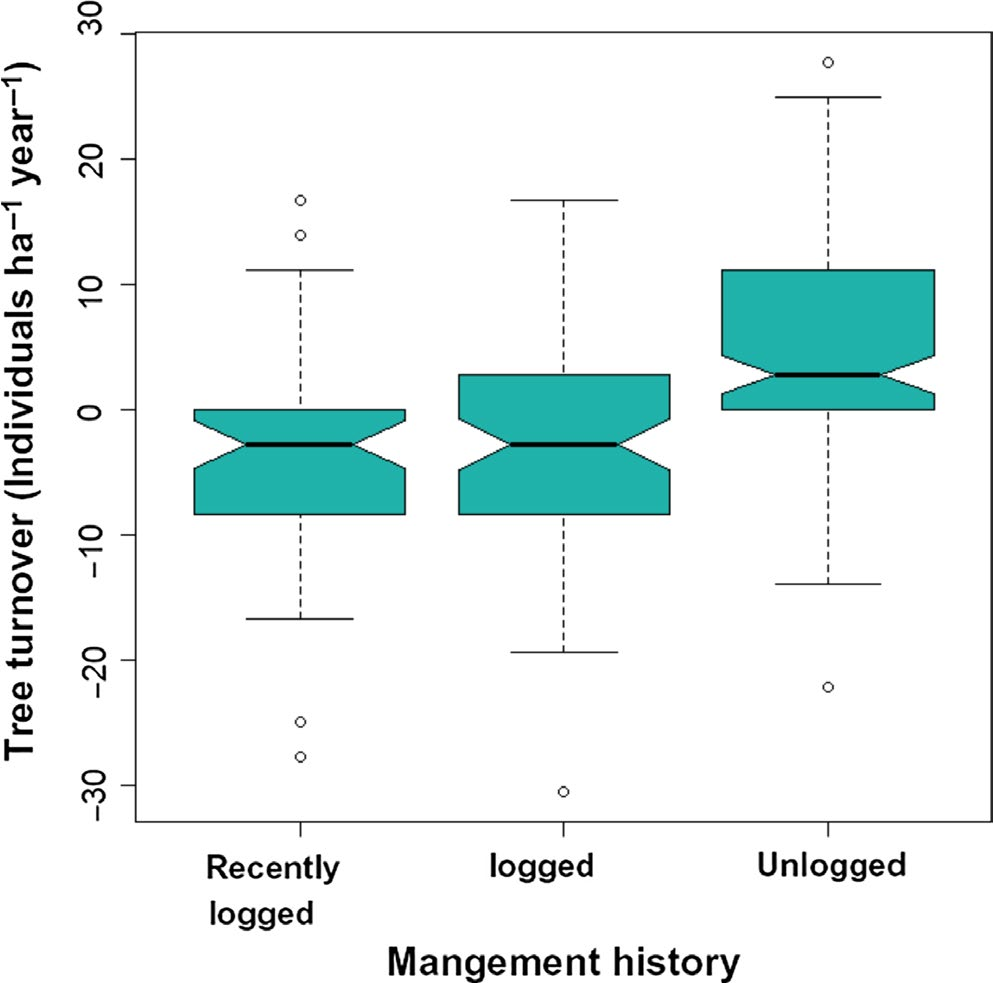 Tree turnover (Individuals ha⁻¹ year⁻¹)
30
20
10
0
−10
−20
−30
Recently
logged
logged
Unlogged
Mangement history